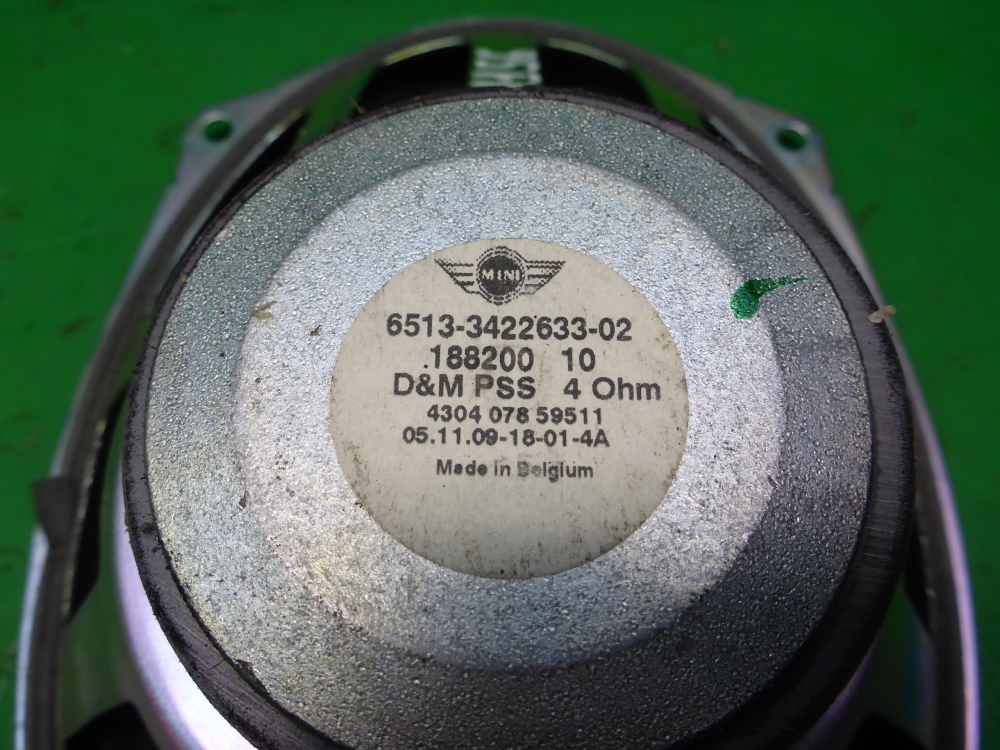 MINI
6513-3422633-02
.188200 10
D&M PSS 4 Ohm
4304 078 59511
05.11.09-18-01-4A
Made in Belgium